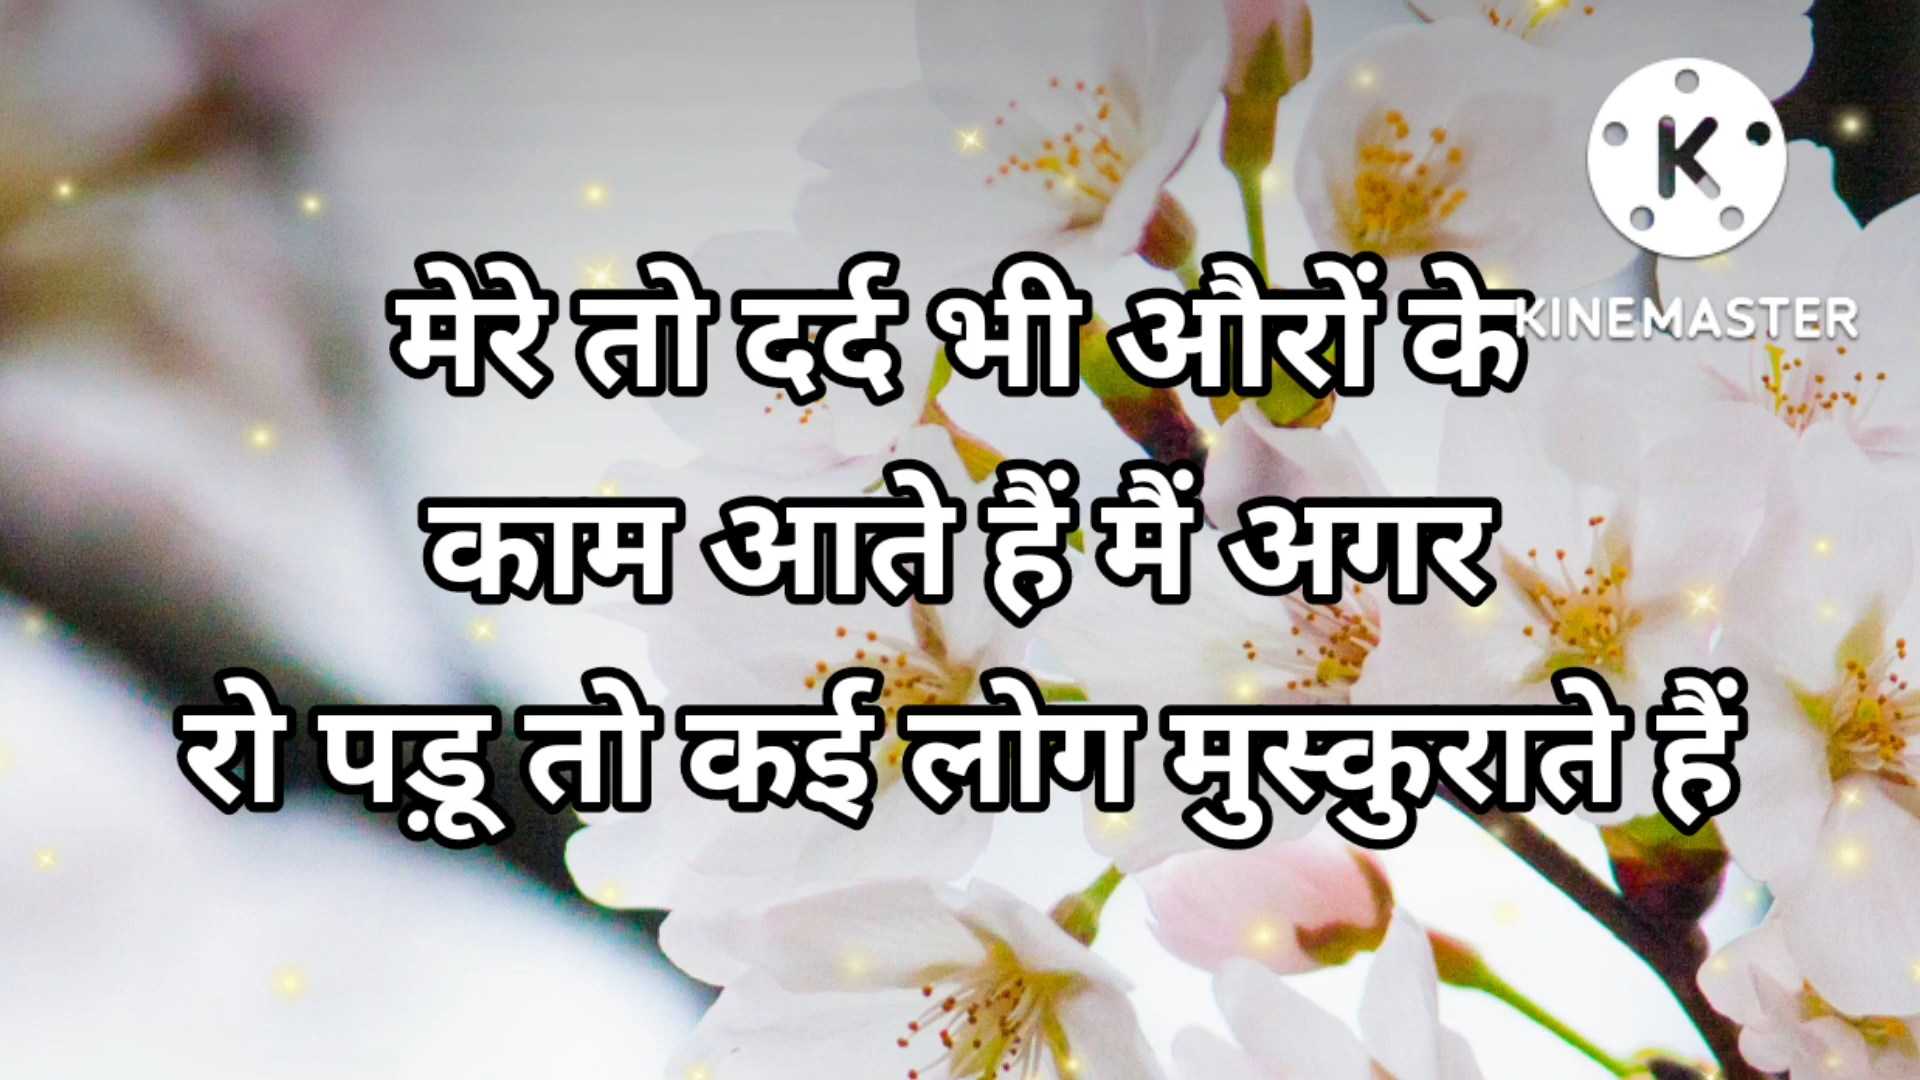 मेरे तो दर्द भी औरों के
काम आते हैं मैं अगर
रो पड़ू तो कई लोग मुस्कुराते हैं
K
KINEMASTER